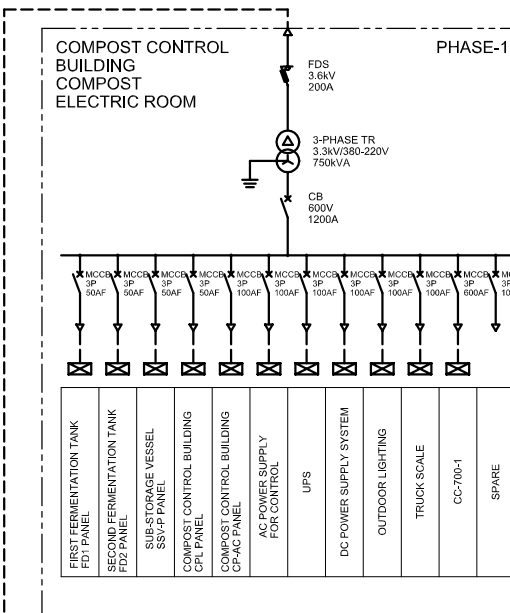 COMPOST CONTROL
BUILDING
COMPOST
ELECTRIC ROOM
PHASE-1
FDS
3.6kV
200A
3-PHASE TR
3.3kV/380-220V
750kVA
CB
600V
1200A
MCCB
3P
50AF
MCCB
3P
50AF
MCCB
3P
50AF
MCCB
3P
50AF
MCCB
3P
100AF
MCCB
3P
100AF
MCCB
3P
100AF
MCCB
3P
100AF
MCCB
3P
100AF
MCCB
3P
100AF
MCCB
3P
600AF
3P
FIRST FERMENTATION TANK
FD1 PANEL
SECOND FERMENTATION TANK
FD2 PANEL
SUB-STORAGE VESSEL
SSV-P PANEL
COMPOST CONTROL BUILDING
CPL PANEL
COMPOST CONTROL BUILDING
CP-AC PANEL
AC POWER SUPPLY
FOR CONTROL
UPS
DC POWER SUPPLY SYSTEM
OUTDOOR LIGHTING
TRUCK SCALE
CC-700-1
SPARE